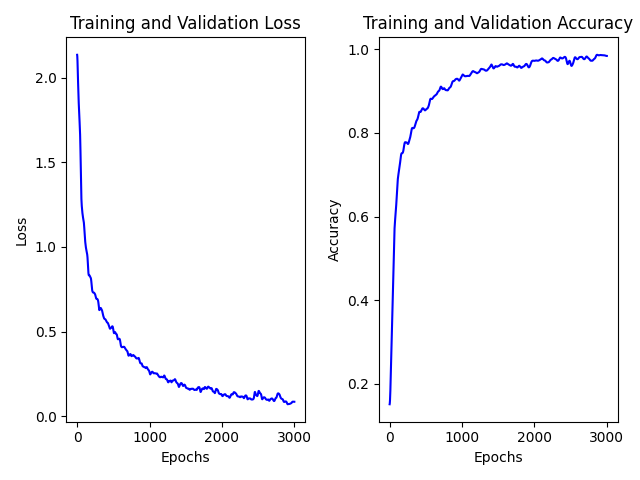 Training and Validation Loss
2.0
1.5
1.0
0.5
0.0
Loss
0 1000 2000 3000
Epochs
Training and Validation Accuracy
1.0
0.8
0.6
0.4
0.2
Accuracy
0 1000 2000 3000
Epochs